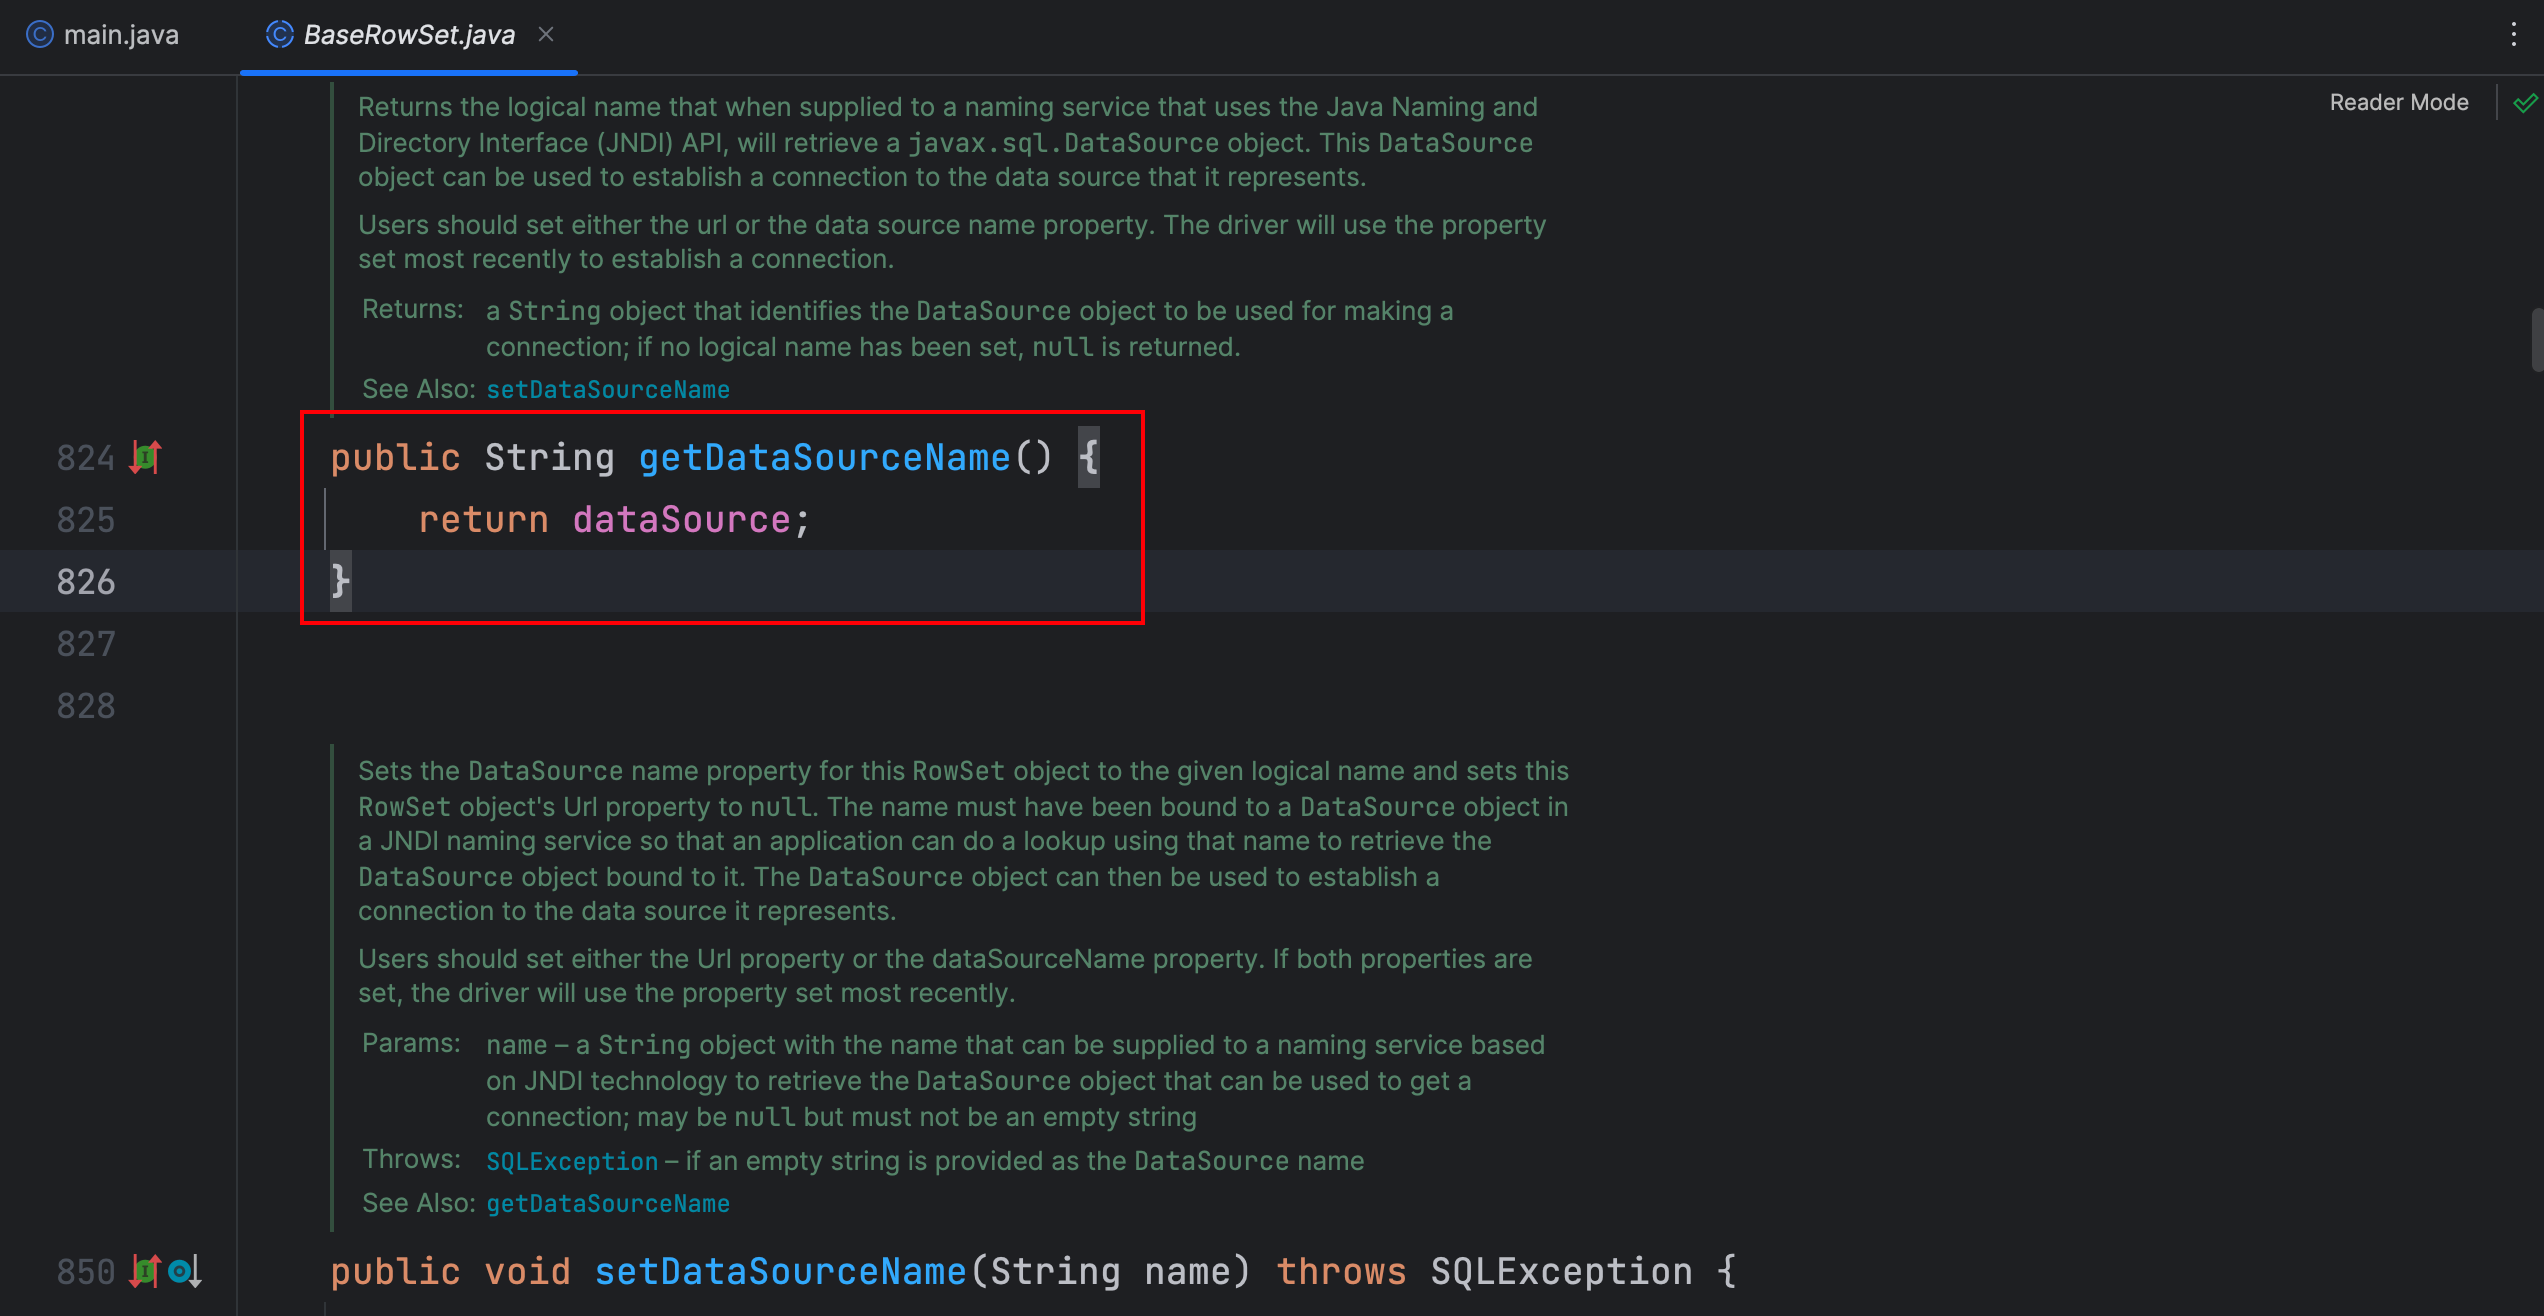 main.java
BaseRowSet.java
Reader Mode
Returns the logical name that when supplied to a naming service that uses the Java Naming and
Directory Interface (JNDI) API, will retrieve a javax.sql.DataSource object. This DataSource
object can be used to establish a connection to the data source that it represents.
Users should set either the url or the data source name property. The driver will use the property
set most recently to establish a connection.
Returns: a String object that identifies the DataSource object to be used for making a
connection; if no logical name has been set, null is returned.
See Also: setDataSourceName
824 public String getDataSourceName() {
825 return dataSource;
826 }
827
828
Sets the DataSource name property for this RowSet object to the given logical name and sets this
RowSet object's Url property to null. The name must have been bound to a DataSource object in
a JNDI naming service so that an application can do a lookup using that name to retrieve the
DataSource object bound to it. The DataSource object can then be used to establish a
connection to the data source it represents.
Users should set either the Url property or the dataSourceName property. If both properties are
set, the driver will use the property set most recently.
Params: name – a String object with the name that can be supplied to a naming service based
on JNDI technology to retrieve the DataSource object that can be used to get a
connection; may be null but must not be an empty string
Throws: SQLException – if an empty string is provided as the DataSource name
See Also: getDataSourceName
850 public void setDataSourceName(String name) throws SQLException {